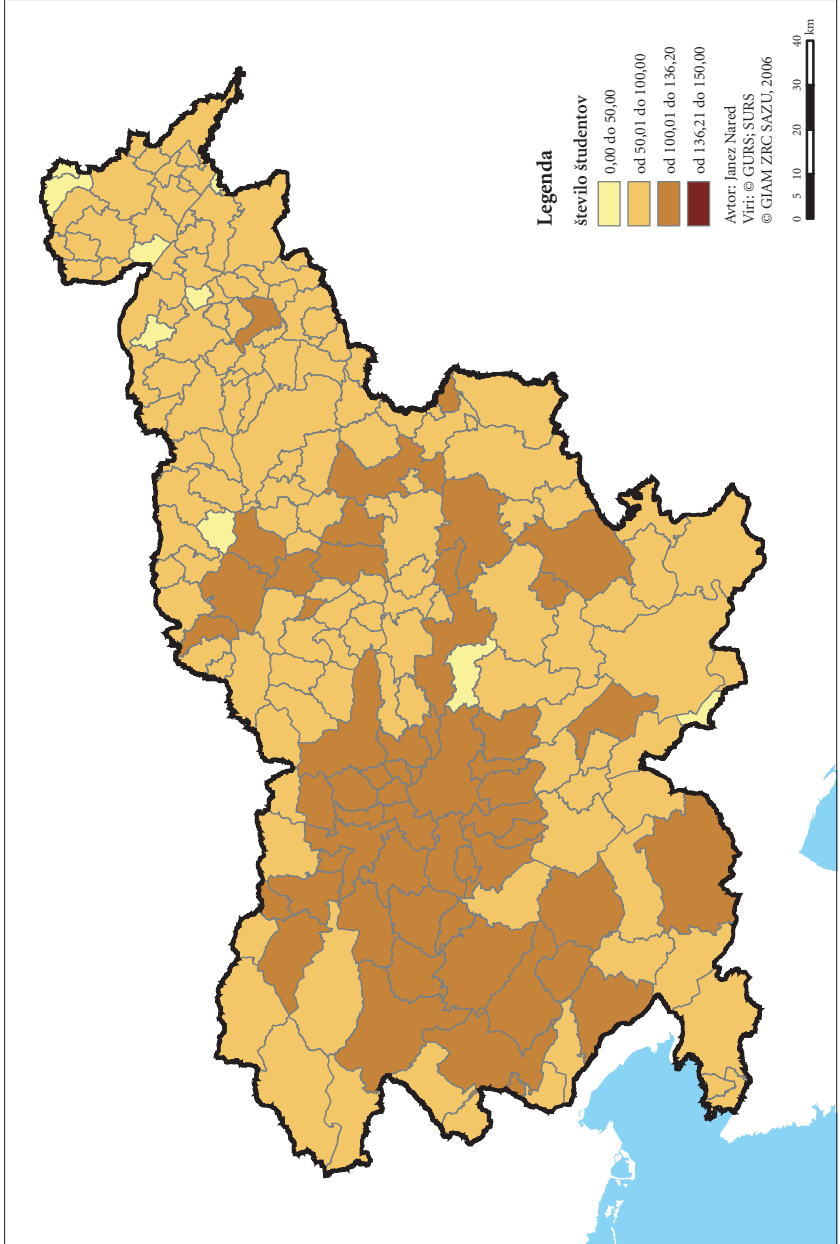 Legenda
število študentov
0,00 do 50,00
od 50,01 do 100,00
od 100,01 do 136,20
od 136,21 do 150,00
Avtor: Janez Nared
Viri: © GURS; SURS
© GIAM ZRC SAZU, 2006
0 5 10 20 30 40 km